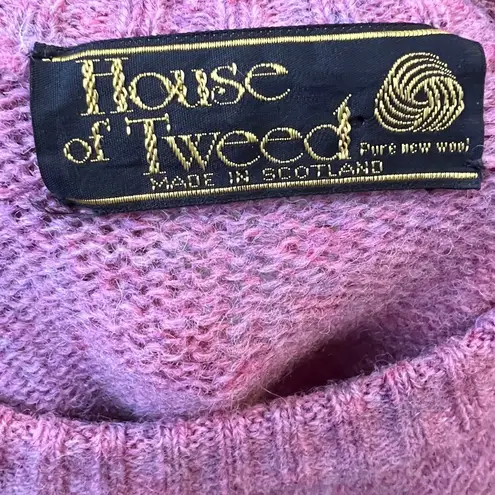 House
of Tweed
Pure new wool
MADE IN SCOTLAND